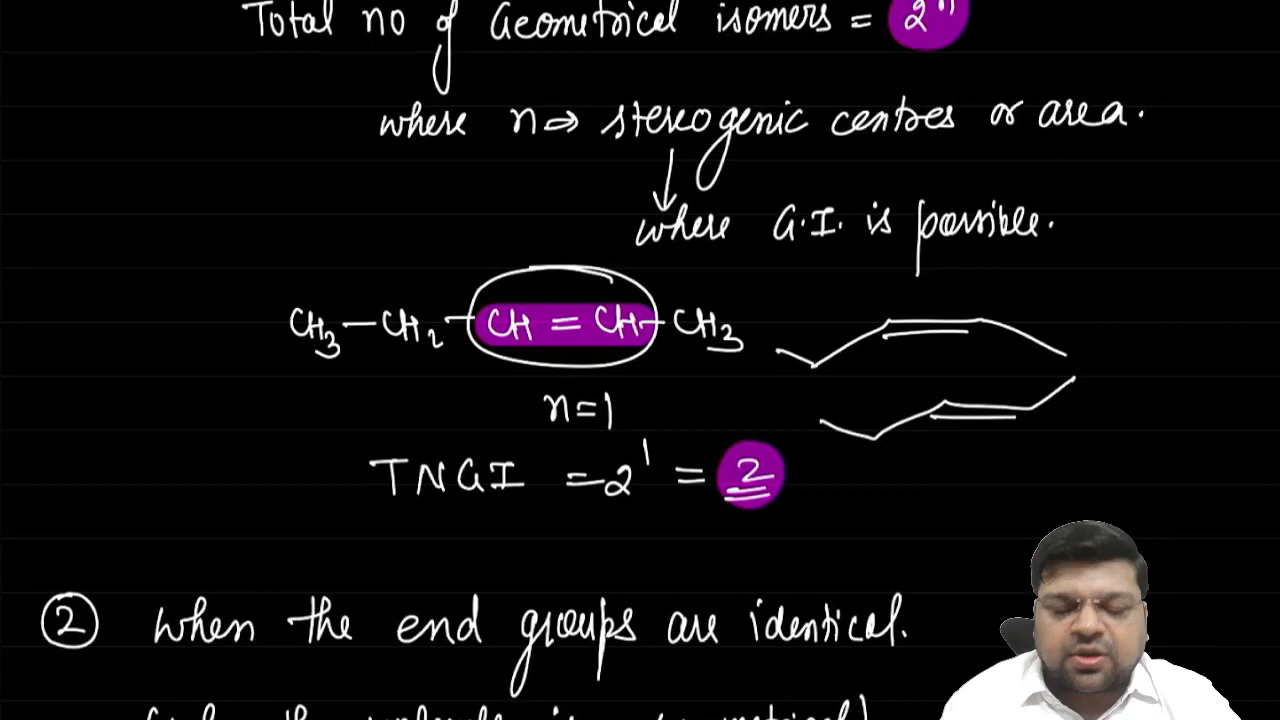 Total no of Geometrical isomers = 2ⁿ
where n ⇒ stereogenic centres or area.
↓
where G.I. is possible.
CH₃ — CH₂ — CH = CH — CH₃
n = 1
TNGI = 2¹ = 2
② when the end groups are identical.